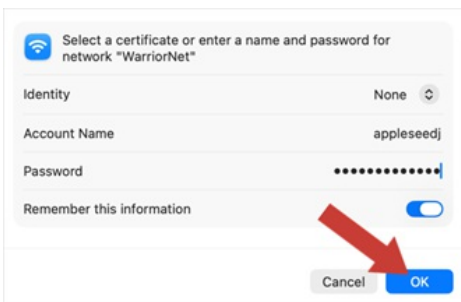 Select a certificate or enter a name and password for
network "WarriorNet"
Identity None
Account Name appleseedj
Password •••••••••••••
Remember this information
Cancel OK